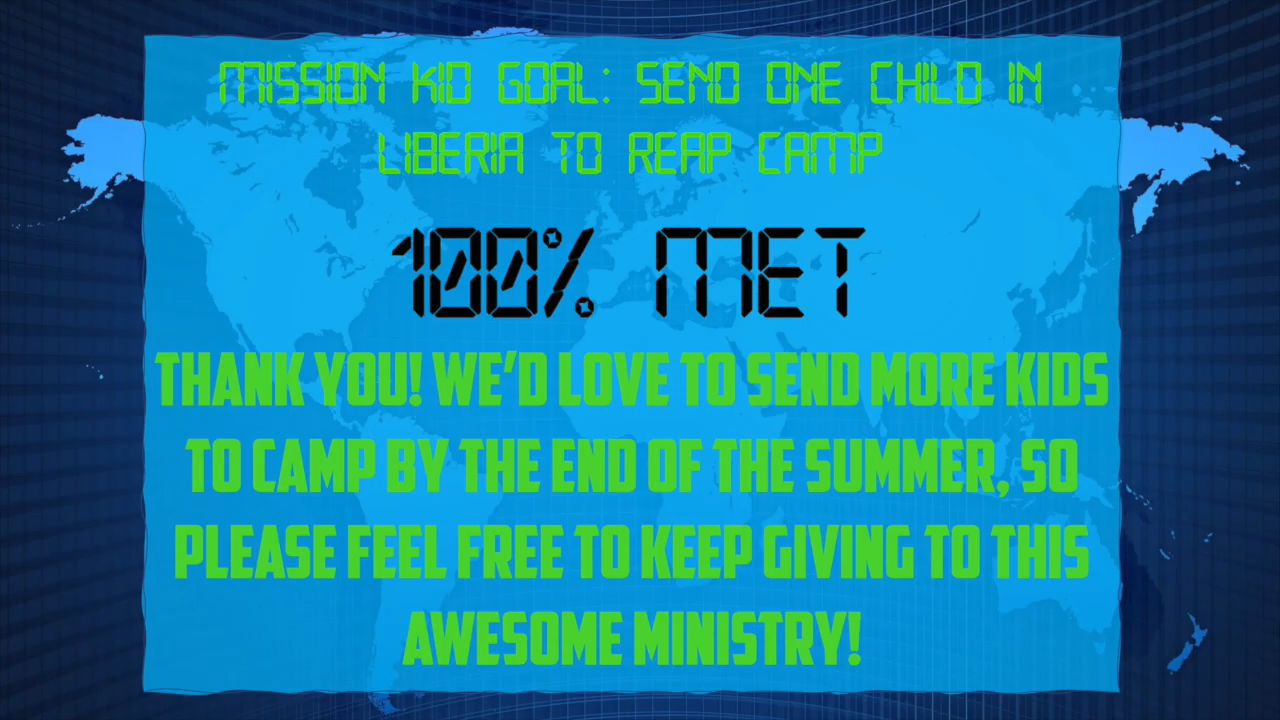 MISSION KID GOAL: SEND ONE CHILD IN
LIBERIA TO REAP CAMP
100% MET
THANK YOU! WE'D LOVE TO SEND MORE KIDS
TO CAMP BY THE END OF THE SUMMER, SO
PLEASE FEEL FREE TO KEEP GIVING TO THIS
AWESOME MINISTRY!